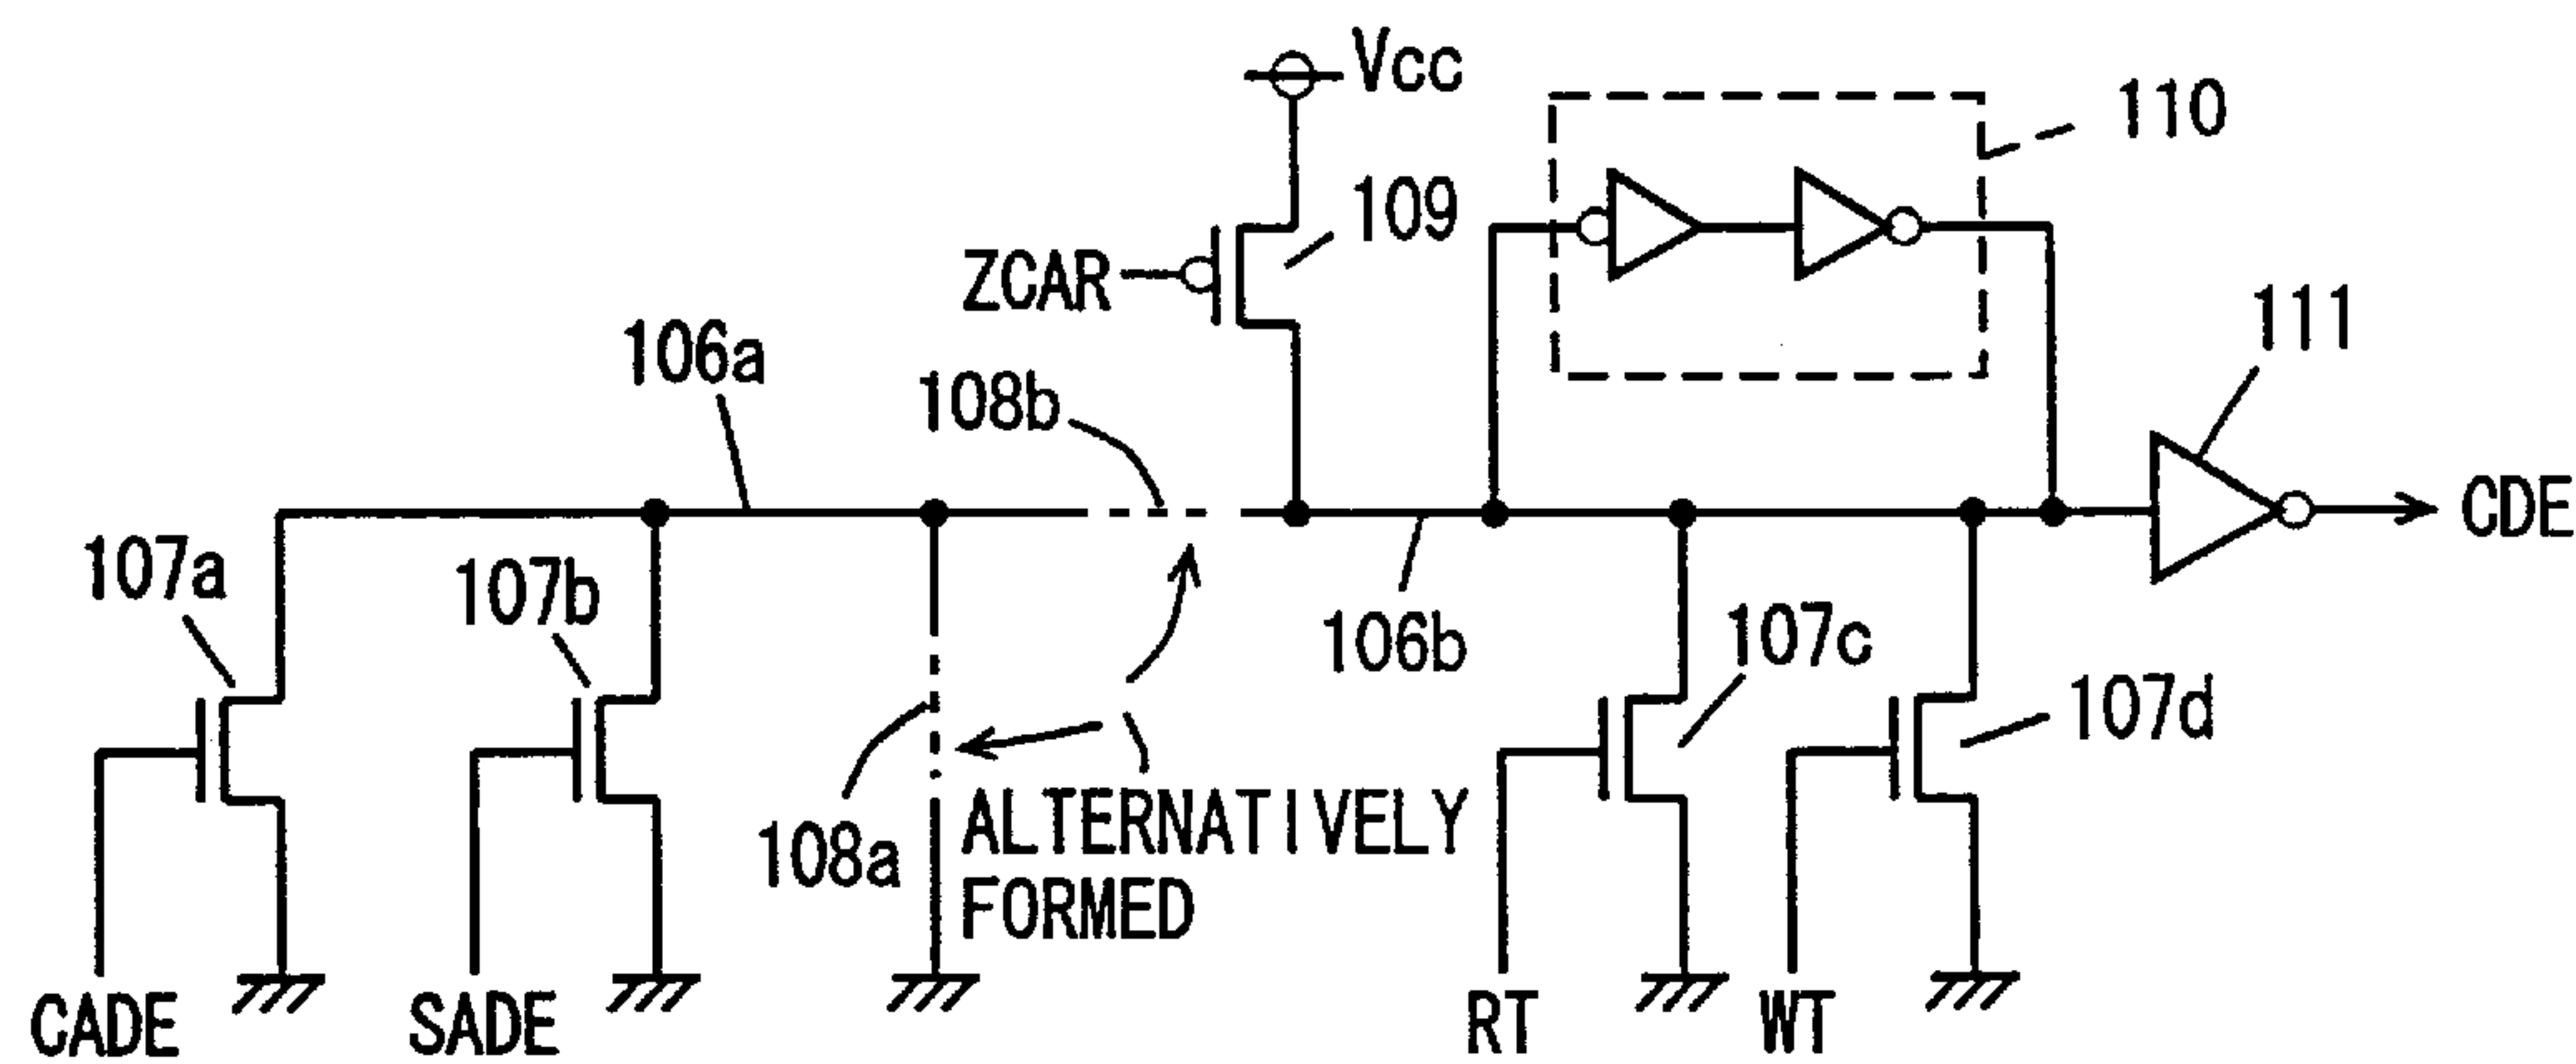 Vcc
110
109
ZCAR
111
106a
108b
CDE
107a
107b
106b
107c
107d
108a
ALTERNATIVELY
FORMED
CADE
SADE
RT
WT